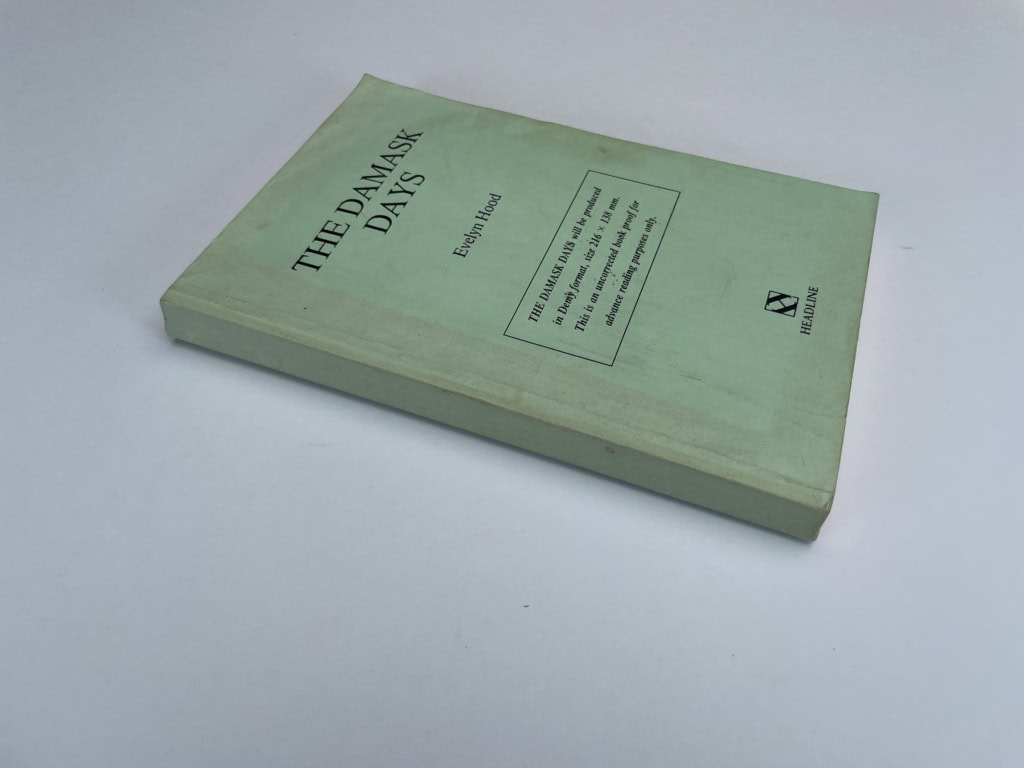 THE DAMASK
DAYS
Evelyn Hood
THE DAMASK DAYS will be produced
in Demy format, size 216 × 138 mm.
This is an uncorrected book proof for
advance reading purposes only.
HEADLINE